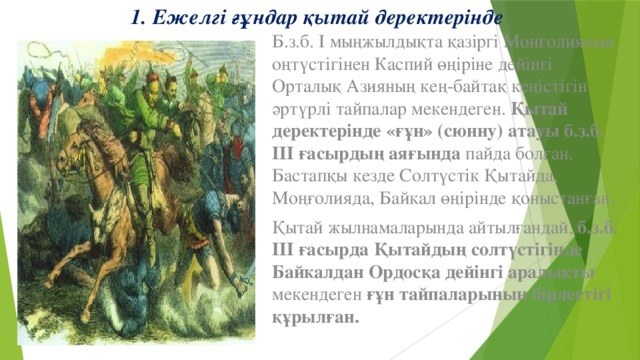 1. Ежелгі ғұндар қытай деректерінде
Б.з.б. І мыңжылдықта қазіргі Моңғолияның
оңтүстігінен Каспий өңіріне дейінгі
Орталық Азияның кең-байтақ кеңістігін
әртүрлі тайпалар мекендеген. Қытай
деректерінде «ғұн» (сюнну) атауы б.з.б.
ІІІ ғасырдың аяғында пайда болған.
Бастапқы кезде Солтүстік Қытайда,
Моңғолияда, Байкал өңірінде қоныстанған.
Қытай жылнамаларында айтылғандай, б.з.б.
ІІІ ғасырда Қытайдың солтүстігінде
Байкалдан Ордосқа дейінгі аралықты
мекендеген ғұн тайпаларының бірлестігі
құрылған.